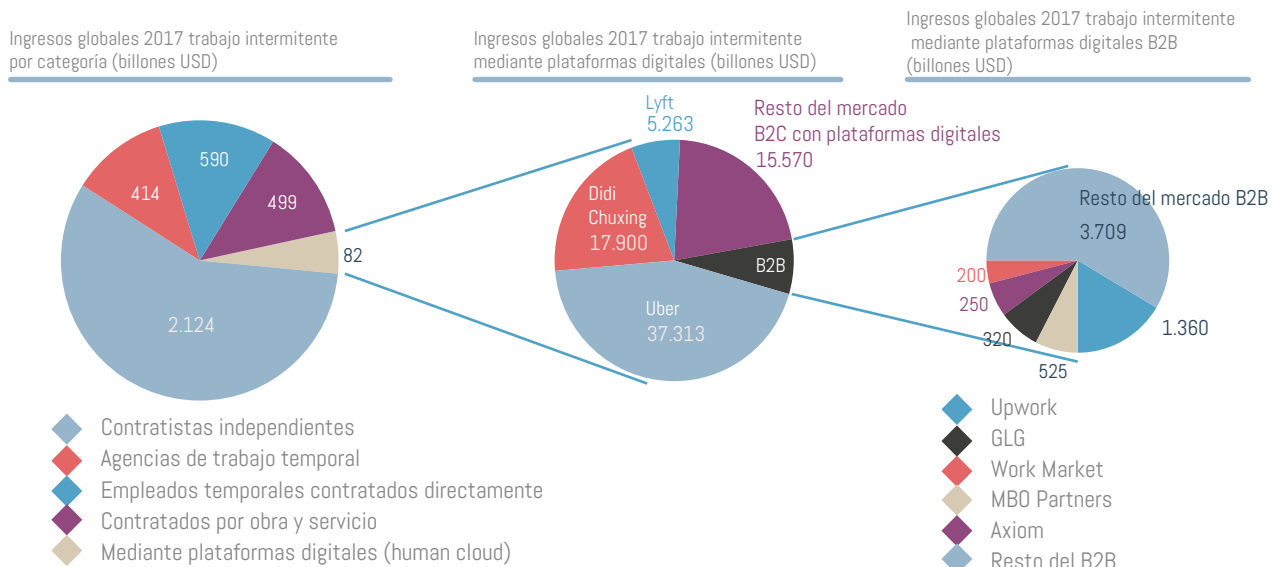 Ingresos globales 2017 trabajo intermitente
por categoría (billones USD)
414
590
499
82
2.124
Contratistas independientes
Agencias de trabajo temporal
Empleados temporales contratados directamente
Contratados por obra y servicio
Mediante plataformas digitales (human cloud)
Ingresos globales 2017 trabajo intermitente
mediante plataformas digitales (billones USD)
Lyft
5.263
Resto del mercado
B2C con plataformas digitales
15.570
Didi
Chuxing
17.900
B2B
Uber
37.313
Ingresos globales 2017 trabajo intermitente
mediante plataformas digitales B2B
(billones USD)
Resto del mercado B2B
3.709
200
250
320
525
1.360
Upwork
GLG
Work Market
MBO Partners
Axiom
Resto del B2B